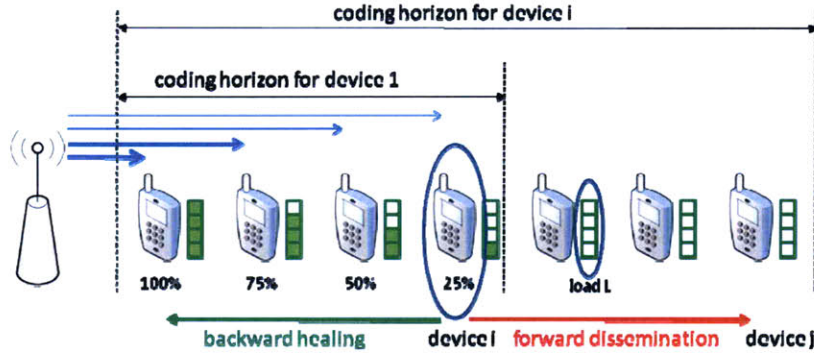 coding horizon for device i
coding horizon for device 1
100% 75% 50% 25% load L
backward healing device i forward dissemination device j